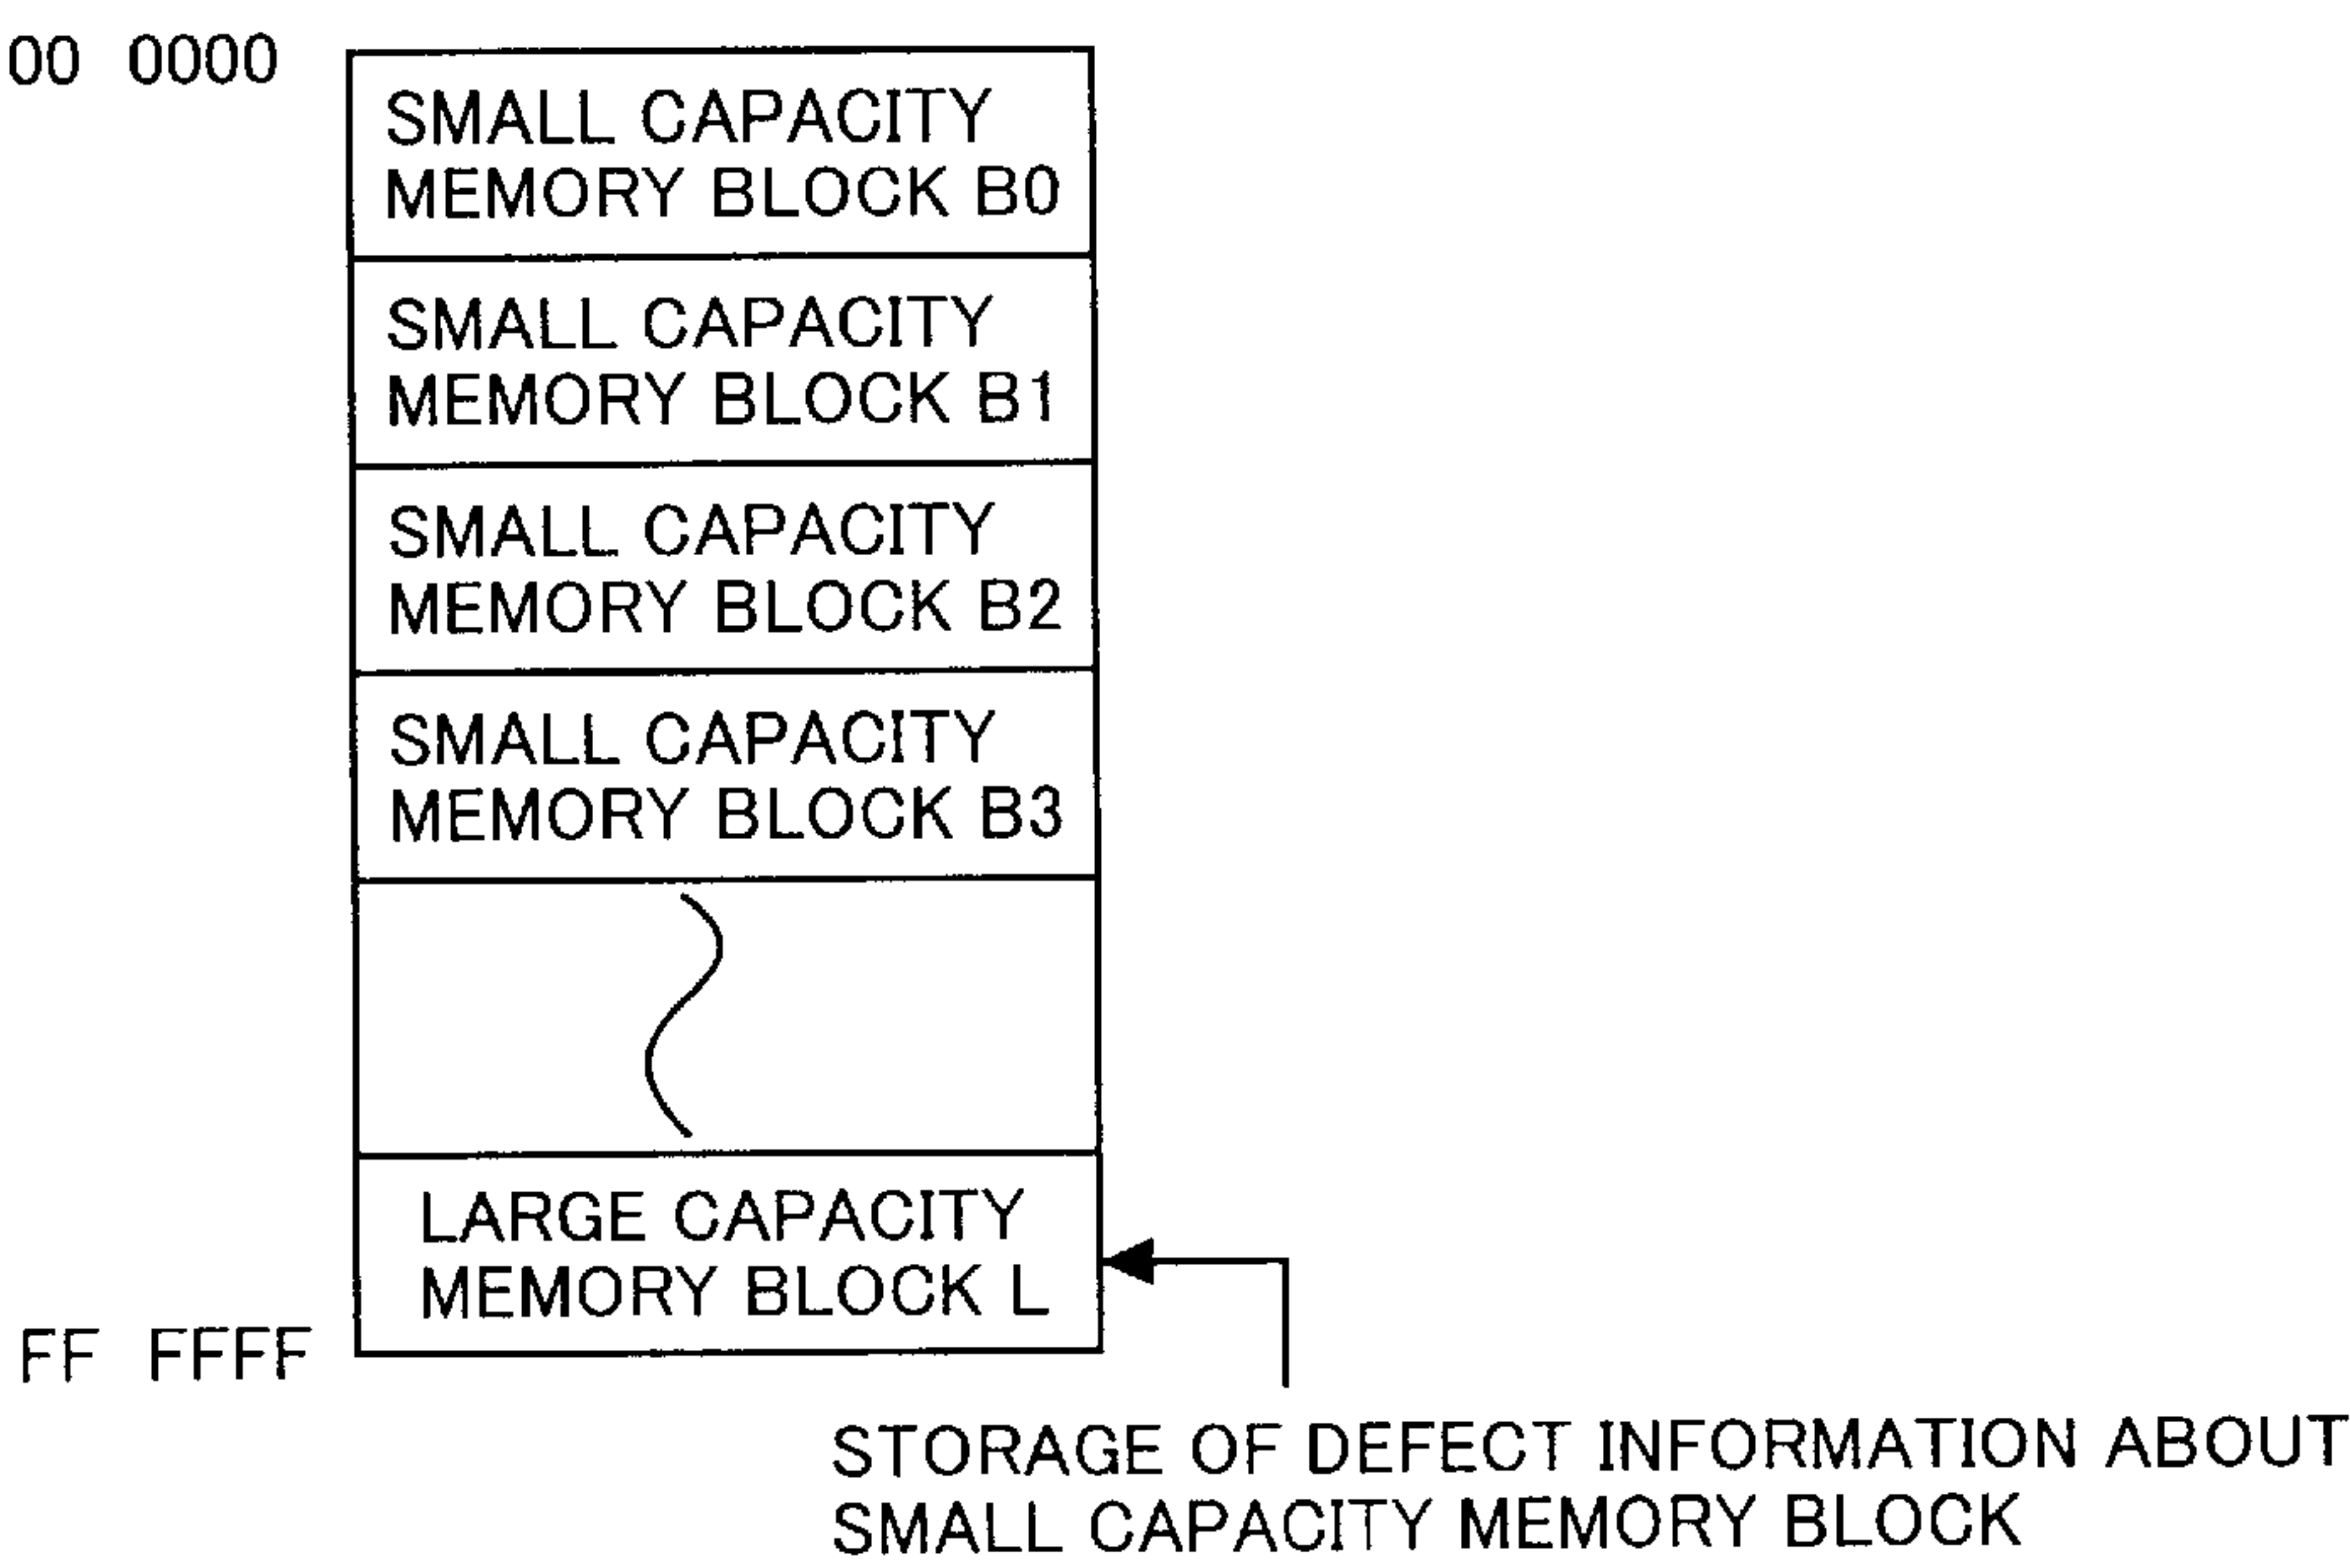 00 0000
SMALL CAPACITY
MEMORY BLOCK B0
SMALL CAPACITY
MEMORY BLOCK B1
SMALL CAPACITY
MEMORY BLOCK B2
SMALL CAPACITY
MEMORY BLOCK B3
LARGE CAPACITY
MEMORY BLOCK L
FF FFFF
STORAGE OF DEFECT INFORMATION ABOUT
SMALL CAPACITY MEMORY BLOCK